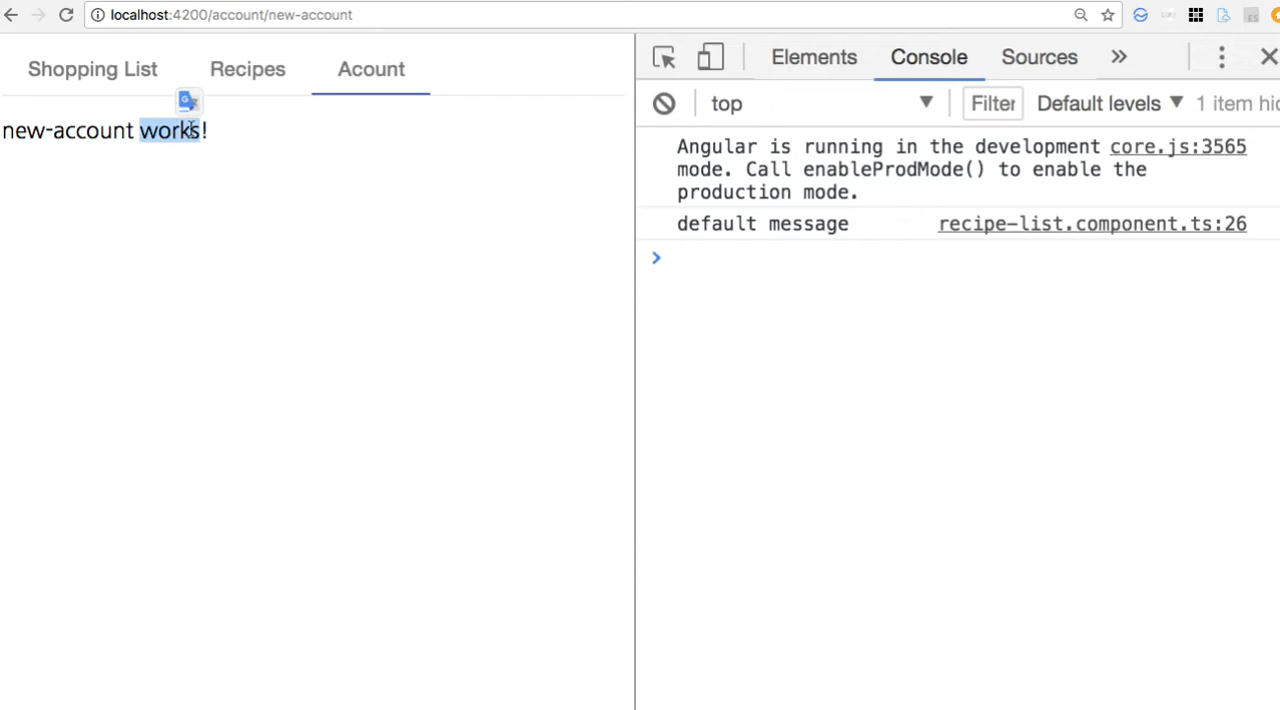 localhost:4200/account/new-account
Shopping List Recipes Acount
new-account works!
Elements Console Sources
top Filter Default levels 1 item hid
Angular is running in the development core.js:3565
mode. Call enableProdMode() to enable the
production mode.
default message recipe-list.component.ts:26